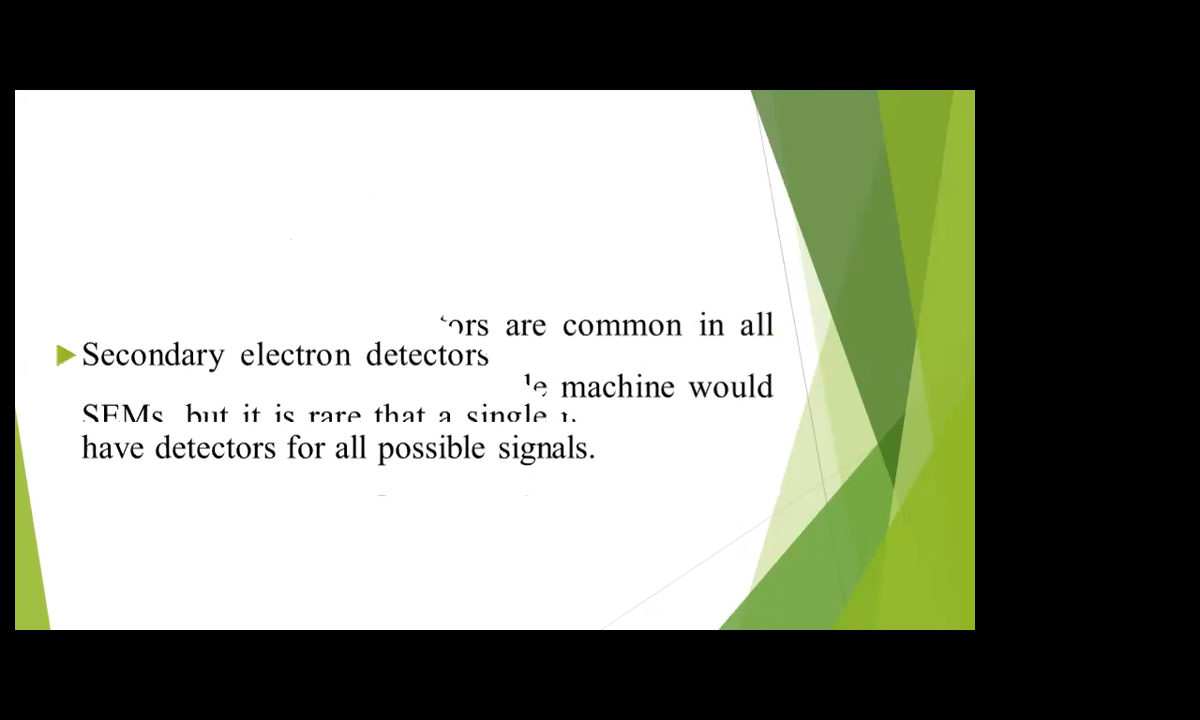 Secondary electron detectors are common in all
SEMs, but it is rare that a single machine would
have detectors for all possible signals.